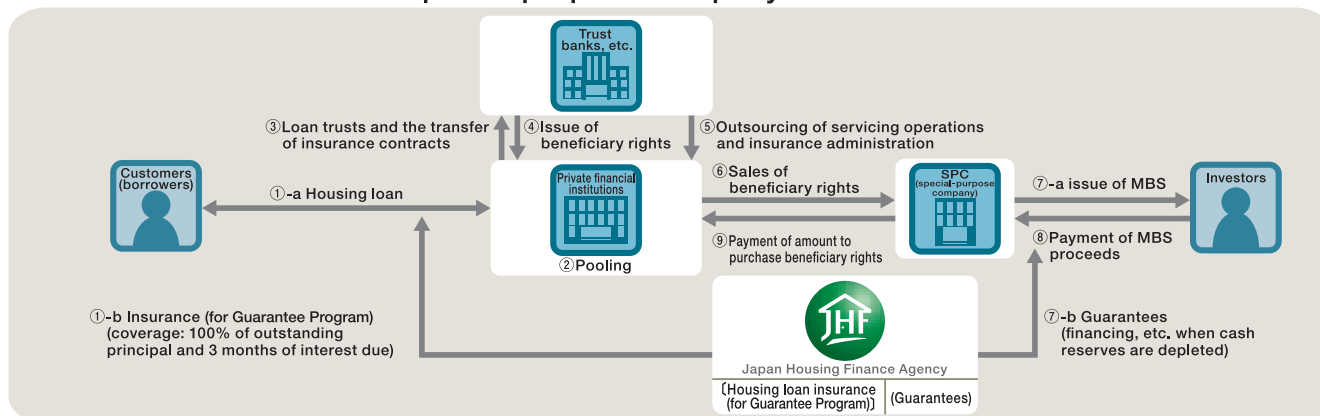 Trust
banks, etc.
③Loan trusts and the transfer
of insurance contracts
④Issue of
beneficiary rights
⑤Outsourcing of servicing operations
and insurance administration
Customers
(borrowers)
①-a Housing loan
Private financial
institutions
②Pooling
⑥Sales of
beneficiary rights
⑨Payment of amount to
purchase beneficiary rights
SPC
(special-purpose
company)
⑦-a issue of MBS
⑧Payment of MBS
proceeds
Investors
①-b Insurance (for Guarantee Program)
(coverage: 100% of outstanding
principal and 3 months of interest due)
JHF
Japan Housing Finance Agency
〔Housing loan insurance
(for Guarantee Program)〕
(Guarantees)
⑦-b Guarantees
(financing, etc. when cash
reserves are depleted)